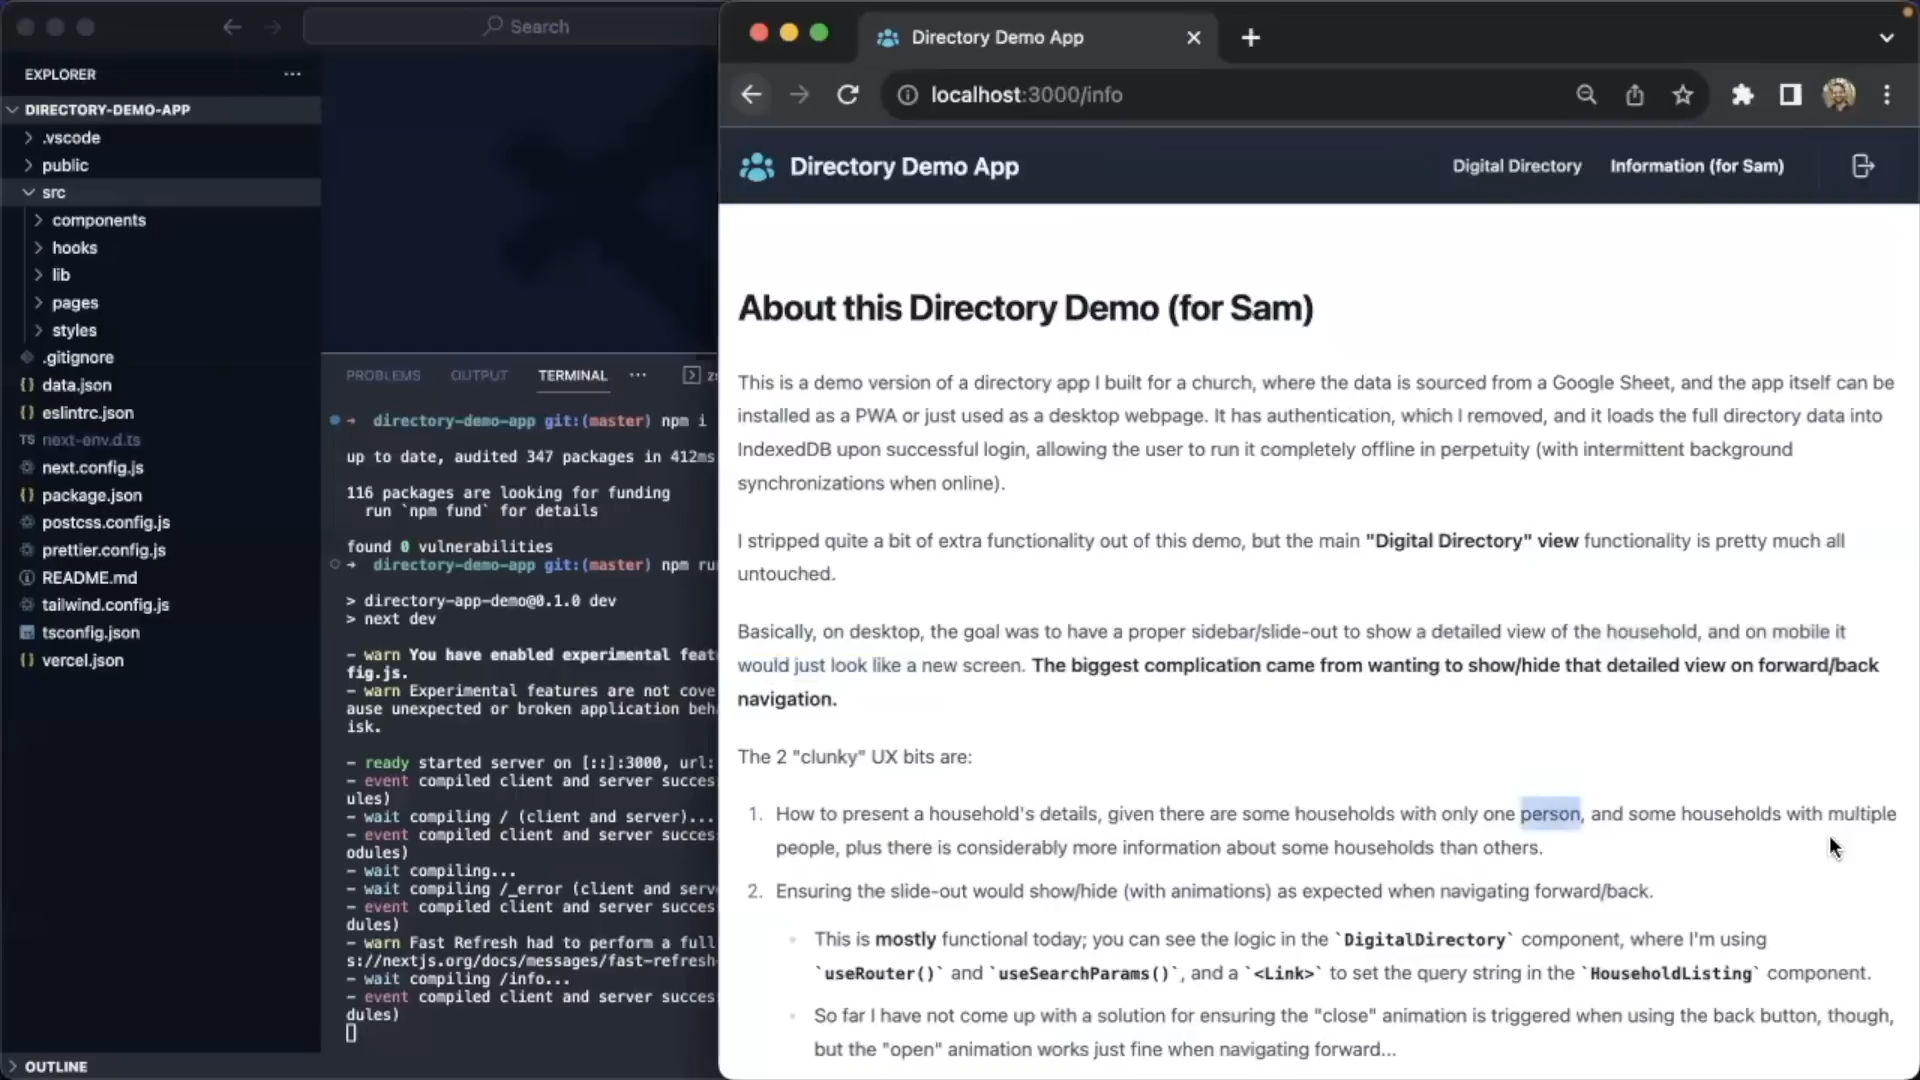 Search
EXPLORER
DIRECTORY-DEMO-APP
.vscode
public
src
components
hooks
lib
pages
styles
.gitignore
{} data.json
{} eslintrc.json
TS next-env.d.ts
next.config.js
{} package.json
postcss.config.js
prettier.config.js
README.md
tailwind.config.js
tsconfig.json
{} vercel.json
OUTLINE
PROBLEMS OUTPUT TERMINAL ...
→ directory-demo-app git:(master) npm i
up to date, audited 347 packages in 412ms
116 packages are looking for funding
run `npm fund` for details
found 0 vulnerabilities
→ directory-demo-app git:(master) npm ru
> directory-app-demo@0.1.0 dev
> next dev
- warn You have enabled experimental feat
fig.js.
- warn Experimental features are not cove
ause unexpected or broken application beh
isk.
- ready started server on [::]:3000, url:
- event compiled client and server succes
ules)
- wait compiling / (client and server)...
- event compiled client and server succes
odules)
- wait compiling...
- wait compiling /_error (client and serv
- event compiled client and server succes
dules)
- warn Fast Refresh had to perform a full
s://nextjs.org/docs/messages/fast-refresh
- wait compiling /info...
- event compiled client and server succes
dules)
Directory Demo App
localhost:3000/info
Directory Demo App
Digital Directory
Information (for Sam)
About this Directory Demo (for Sam)
This is a demo version of a directory app I built for a church, where the data is sourced from a Google Sheet, and the app itself can be
installed as a PWA or just used as a desktop webpage. It has authentication, which I removed, and it loads the full directory data into
IndexedDB upon successful login, allowing the user to run it completely offline in perpetuity (with intermittent background
synchronizations when online).
I stripped quite a bit of extra functionality out of this demo, but the main "Digital Directory" view functionality is pretty much all
untouched.
Basically, on desktop, the goal was to have a proper sidebar/slide-out to show a detailed view of the household, and on mobile it
would just look like a new screen. The biggest complication came from wanting to show/hide that detailed view on forward/back
navigation.
The 2 "clunky" UX bits are:
1. How to present a household's details, given there are some households with only one person, and some households with multiple
people, plus there is considerably more information about some households than others.
2. Ensuring the slide-out would show/hide (with animations) as expected when navigating forward/back.
This is mostly functional today; you can see the logic in the `DigitalDirectory` component, where I'm using
`useRouter()` and `useSearchParams()`, and a `<Link>` to set the query string in the `HouseholdListing` component.
So far I have not come up with a solution for ensuring the "close" animation is triggered when using the back button, though,
but the "open" animation works just fine when navigating forward...